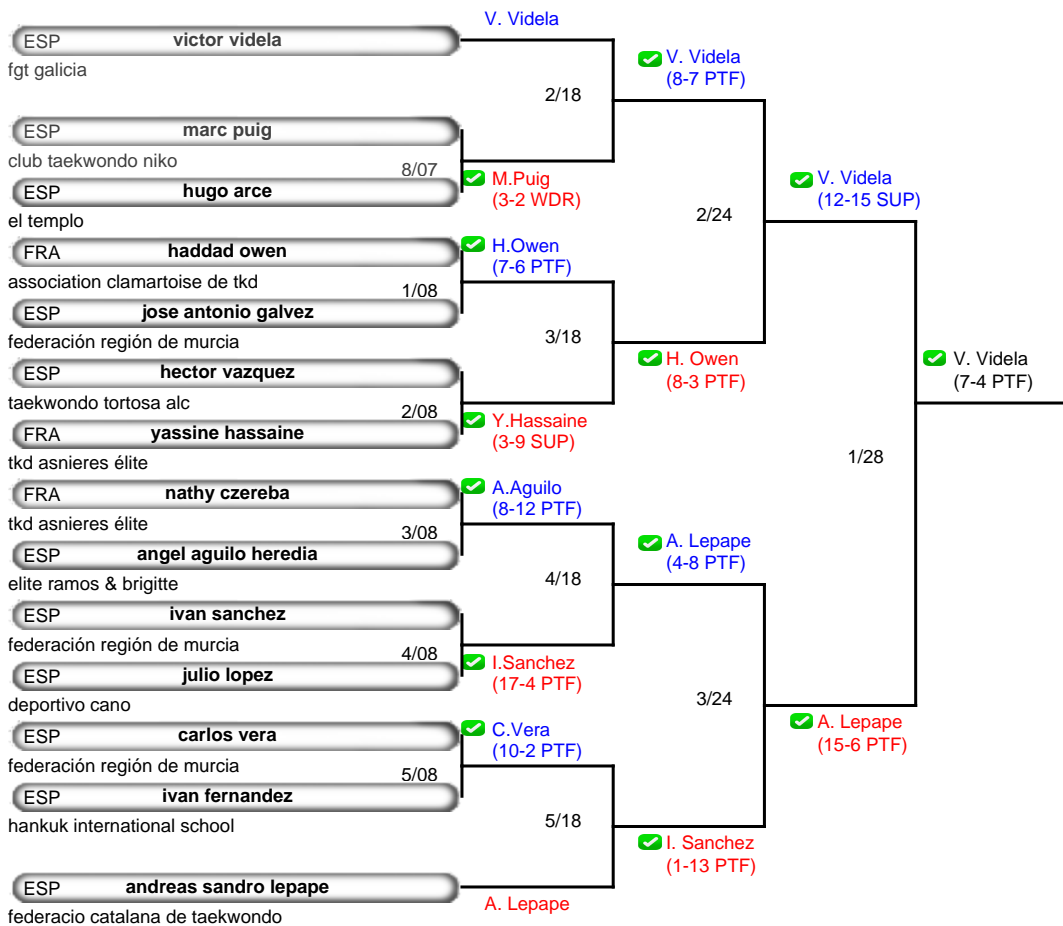 V. Videla
ESP victor videla
fgt galicia
V. Videla
(8-7 PTF)
2/18
ESP marc puig
club taekwondo niko
8/07
M.Puig
(3-2 WDR)
ESP hugo arce
el templo
V. Videla
(12-15 SUP)
2/24
FRA haddad owen
association clamartoise de tkd
H.Owen
(7-6 PTF)
1/08
ESP jose antonio galvez
federación región de murcia
3/18
H. Owen
(8-3 PTF)
V. Videla
(7-4 PTF)
ESP hector vazquez
taekwondo tortosa alc
2/08
FRA yassine hassaine
tkd asnieres élite
Y.Hassaine
(3-9 SUP)
1/28
FRA nathy czereba
tkd asnieres élite
A.Aguilo
(8-12 PTF)
3/08
ESP angel aguilo heredia
elite ramos & brigitte
A. Lepape
(4-8 PTF)
4/18
ESP ivan sanchez
federación región de murcia
4/08
ESP julio lopez
deportivo cano
I.Sanchez
(17-4 PTF)
3/24
A. Lepape
(15-6 PTF)
ESP carlos vera
federación región de murcia
C.Vera
(10-2 PTF)
5/08
ESP ivan fernandez
hankuk international school
5/18
I. Sanchez
(1-13 PTF)
ESP andreas sandro lepape
federacio catalana de taekwondo
A. Lepape